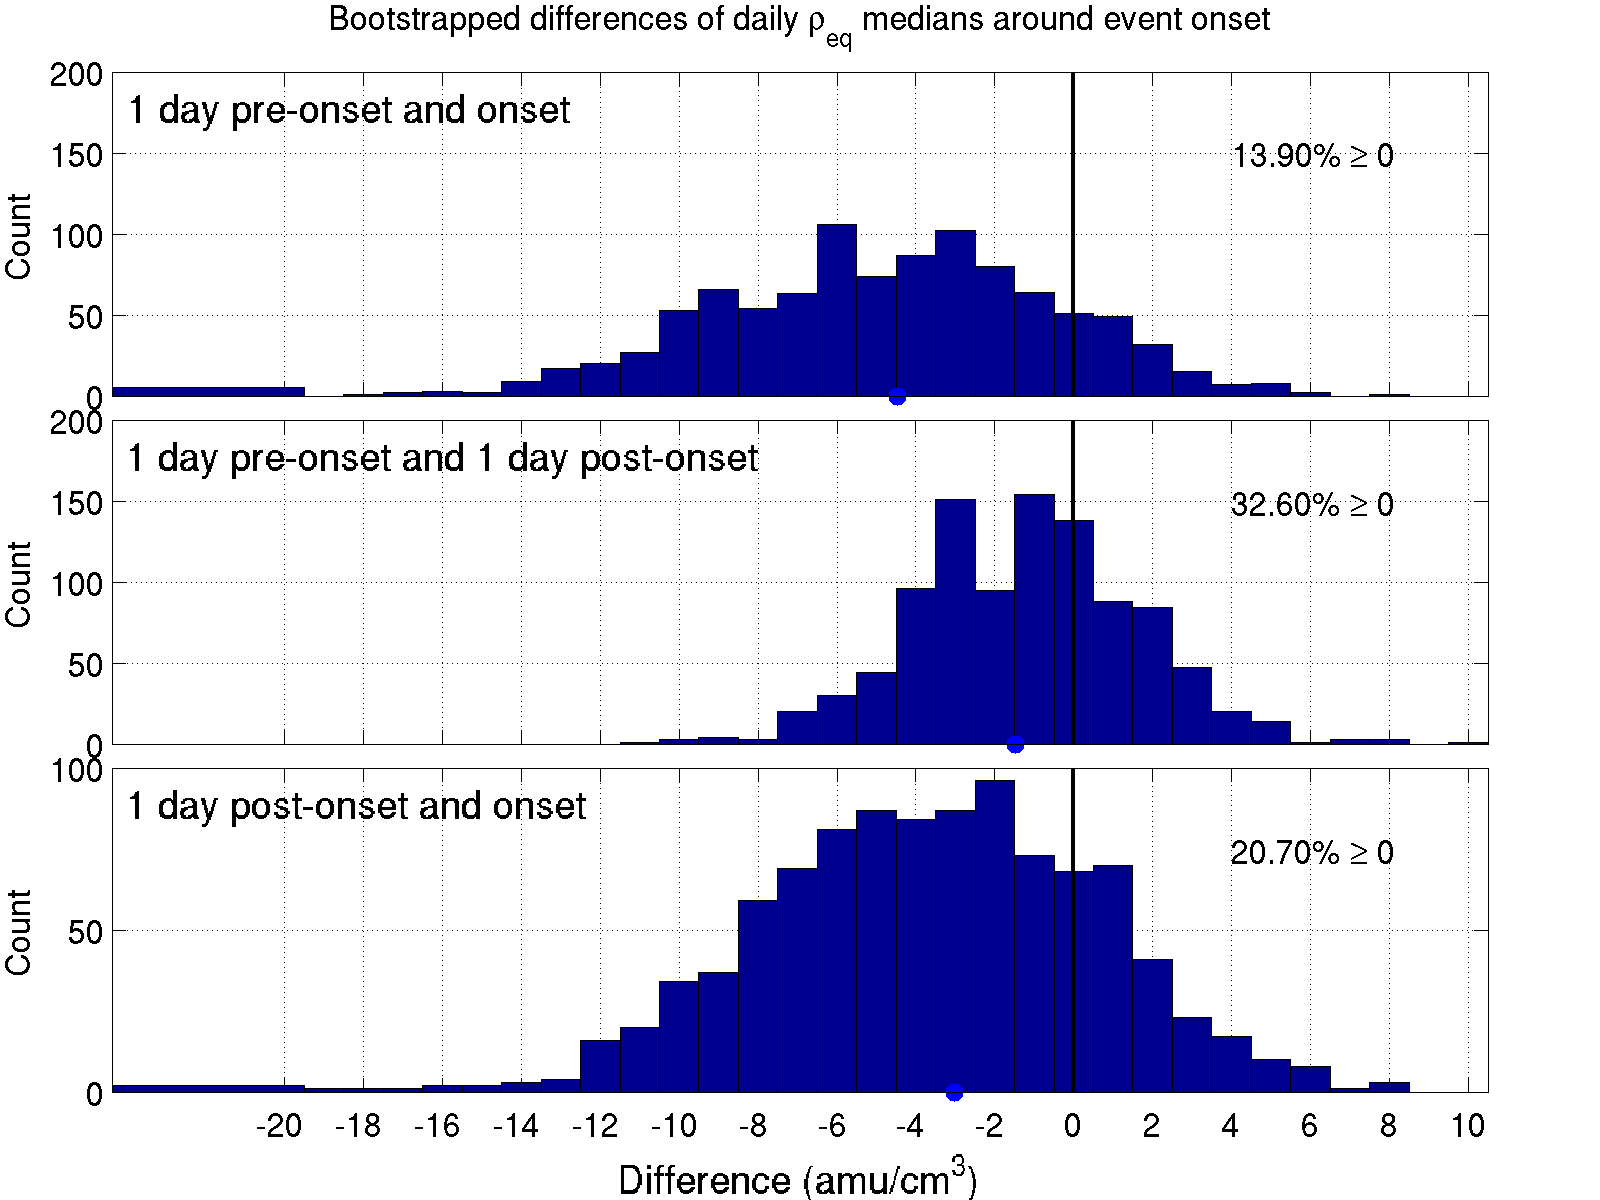 Bootstrapped differences of daily ρeq medians around event onset
200
150
100
50
0
Count
1 day pre-onset and onset
13.90% ≥ 0
200
150
100
50
0
Count
1 day pre-onset and 1 day post-onset
32.60% ≥ 0
100
50
0
Count
1 day post-onset and onset
20.70% ≥ 0
-20 -18 -16 -14 -12 -10 -8 -6 -4 -2 0 2 4 6 8 10
Difference (amu/cm³)